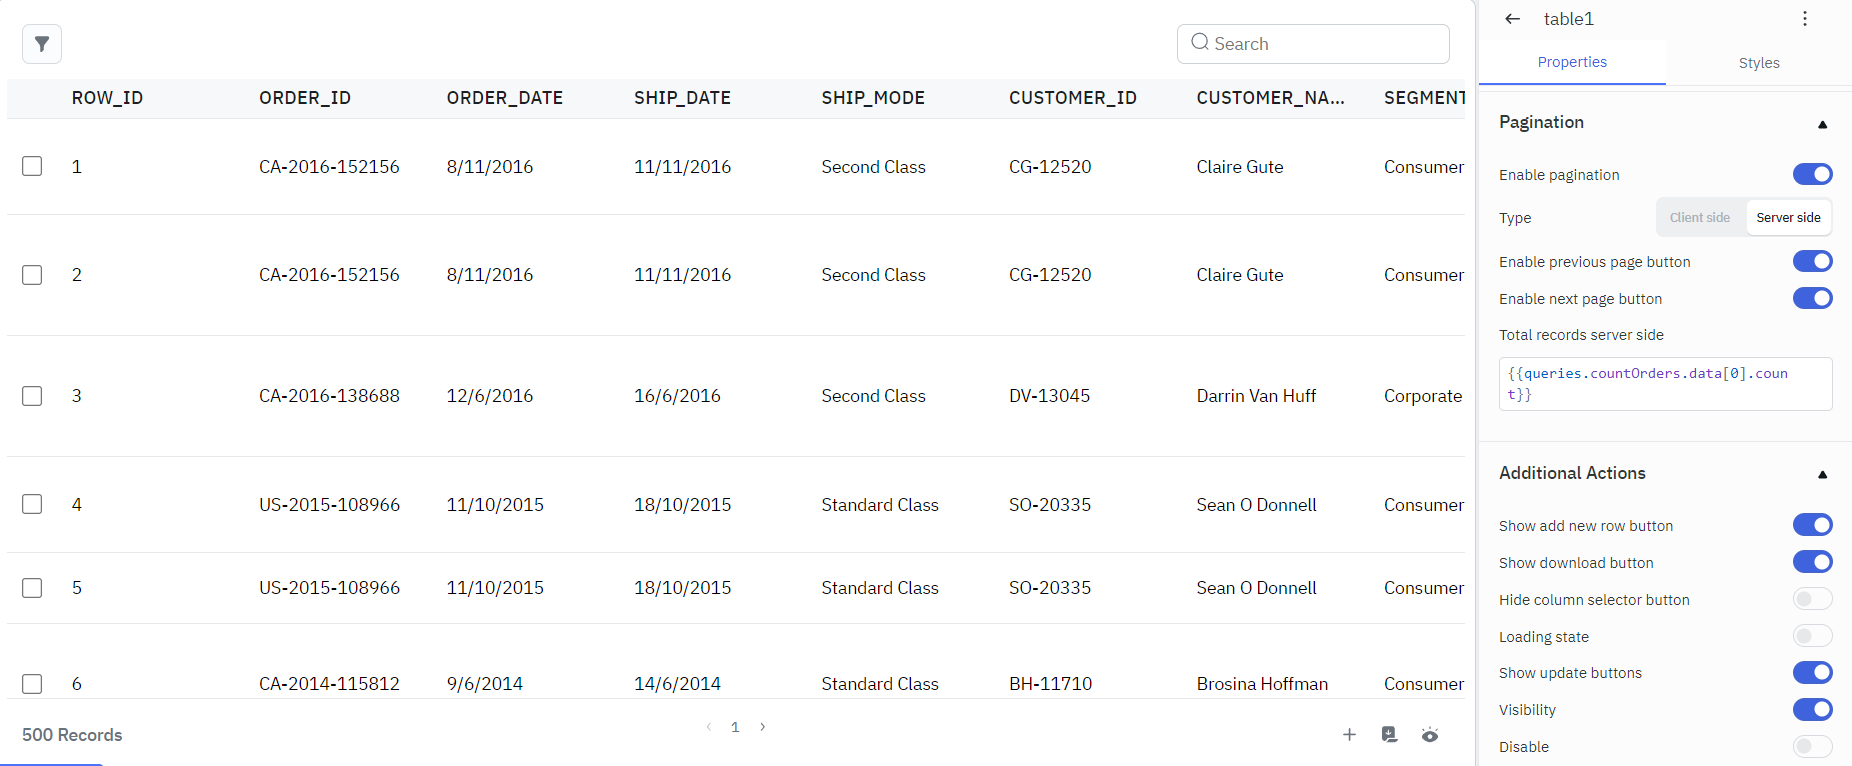 Search
ROW_ID ORDER_ID ORDER_DATE SHIP_DATE SHIP_MODE CUSTOMER_ID CUSTOMER_NA... SEGMENT
1 CA-2016-152156 8/11/2016 11/11/2016 Second Class CG-12520 Claire Gute Consumer
2 CA-2016-152156 8/11/2016 11/11/2016 Second Class CG-12520 Claire Gute Consumer
3 CA-2016-138688 12/6/2016 16/6/2016 Second Class DV-13045 Darrin Van Huff Corporate
4 US-2015-108966 11/10/2015 18/10/2015 Standard Class SO-20335 Sean O Donnell Consumer
5 US-2015-108966 11/10/2015 18/10/2015 Standard Class SO-20335 Sean O Donnell Consumer
6 CA-2014-115812 9/6/2014 14/6/2014 Standard Class BH-11710 Brosina Hoffman Consumer
500 Records
1
table1
Properties Styles
Pagination
Enable pagination
Type Client side Server side
Enable previous page button
Enable next page button
Total records server side
{{queries.countOrders.data[0].coun
t}}
Additional Actions
Show add new row button
Show download button
Hide column selector button
Loading state
Show update buttons
Visibility
Disable